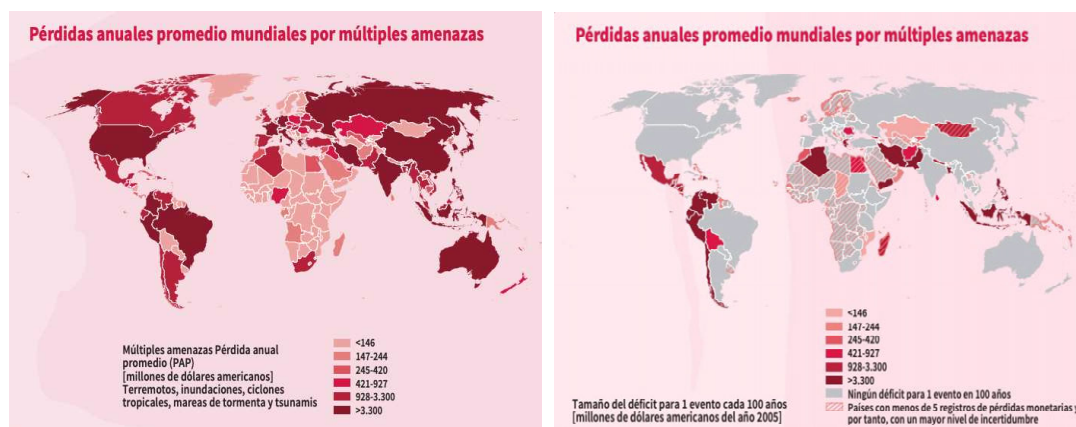 Pérdidas anuales promedio mundiales por múltiples amenazas
Múltiples amenazas Pérdida anual
promedio (PAP)
[millones de dólares americanos]
Terremotos, inundaciones, ciclones
tropicales, mareas de tormenta y tsunamis
<146
147-244
245-420
421-927
928-3.300
>3.300
Pérdidas anuales promedio mundiales por múltiples amenazas
Tamaño del déficit para 1 evento cada 100 años
[millones de dólares americanos del año 2005]
<146
147-244
245-420
421-927
928-3.300
>3.300
Ningún déficit para 1 evento en 100 años
Países con menos de 5 registros de pérdidas monetarias y
por tanto, con un mayor nivel de incertidumbre